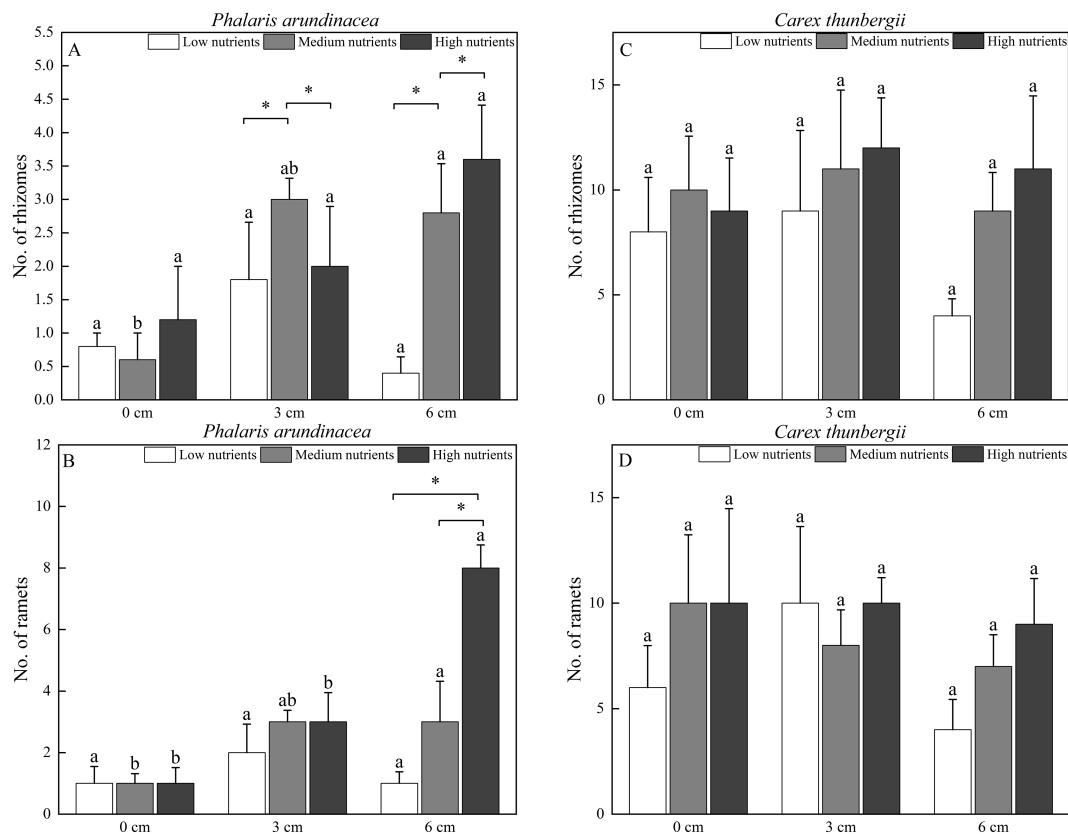 Phalaris arundinacea
A
Low nutrients Medium nutrients High nutrients
No. of rhizomes
5.5
5.0
4.5
4.0
3.5
3.0
2.5
2.0
1.5
1.0
0.5
0.0
a b a
* *
a ab a
* *
a a a
0 cm 3 cm 6 cm
Carex thunbergii
C
Low nutrients Medium nutrients High nutrients
No. of rhizomes
15
10
5
0
a a a
a a a
a a a
0 cm 3 cm 6 cm
Phalaris arundinacea
B
Low nutrients Medium nutrients High nutrients
No. of ramets
12
10
8
6
4
2
0
a b b
a ab b
* *
a a a
0 cm 3 cm 6 cm
Carex thunbergii
D
Low nutrients Medium nutrients High nutrients
No. of ramets
15
10
5
0
a a a
a a a
a a a
0 cm 3 cm 6 cm